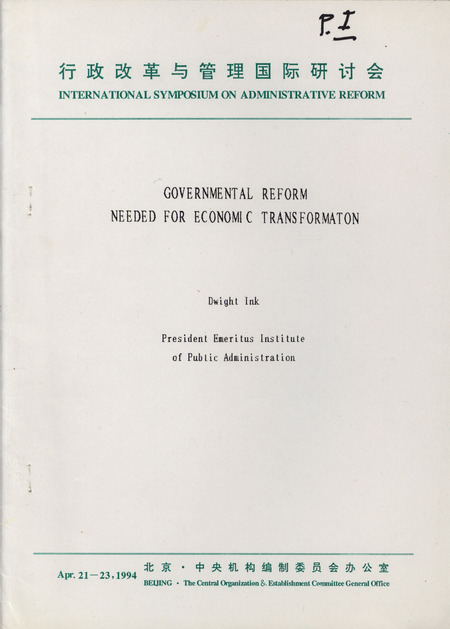 P.I
行政改革与管理国际研讨会
INTERNATIONAL SYMPOSIUM ON ADMINISTRATIVE REFORM
GOVERNMENTAL REFORM
NEEDED FOR ECONOMIC TRANSFORMATON
Dwight Ink
President Emeritus Institute
of Public Administration
Apr. 21-23, 1994
北京·中央机构编制委员会办公室
BEIJING · The Central Organization & Establishment Committee General Office